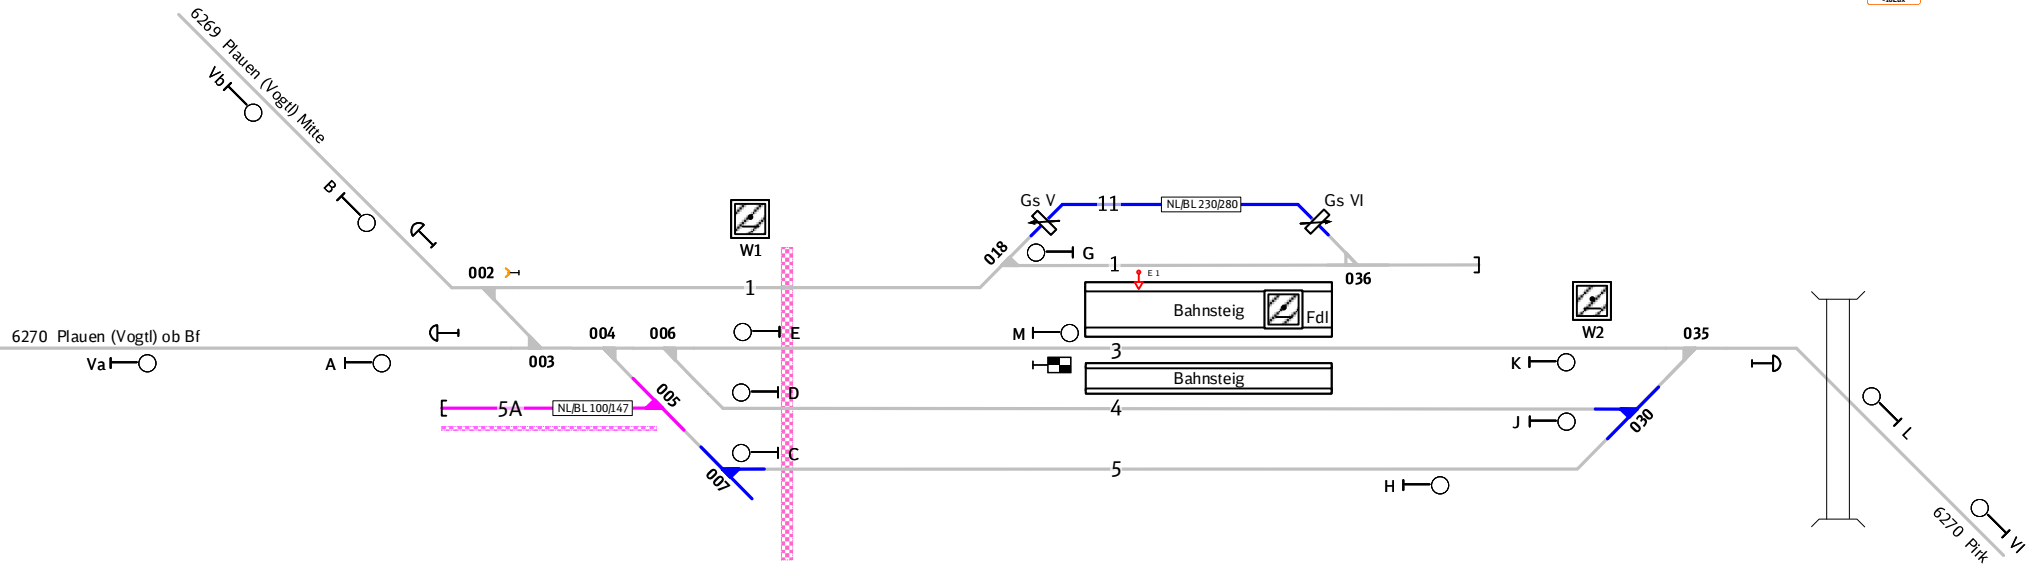 6269 Plauen (Vogtl) Mitte
Vb
B
Gs V
11
NL/BL 230/280
Gs VI
W1
018
G
1
036
002
1
E 1
Bahnsteig
Fdl
W2
6270 Plauen (Vogtl) ob Bf
004
006
E
M
035
Va
A
003
3
K
5A
NL/BL 100/147
005
D
Bahnsteig
4
J
030
L
C
007
5
H
6270 Pirk
VI